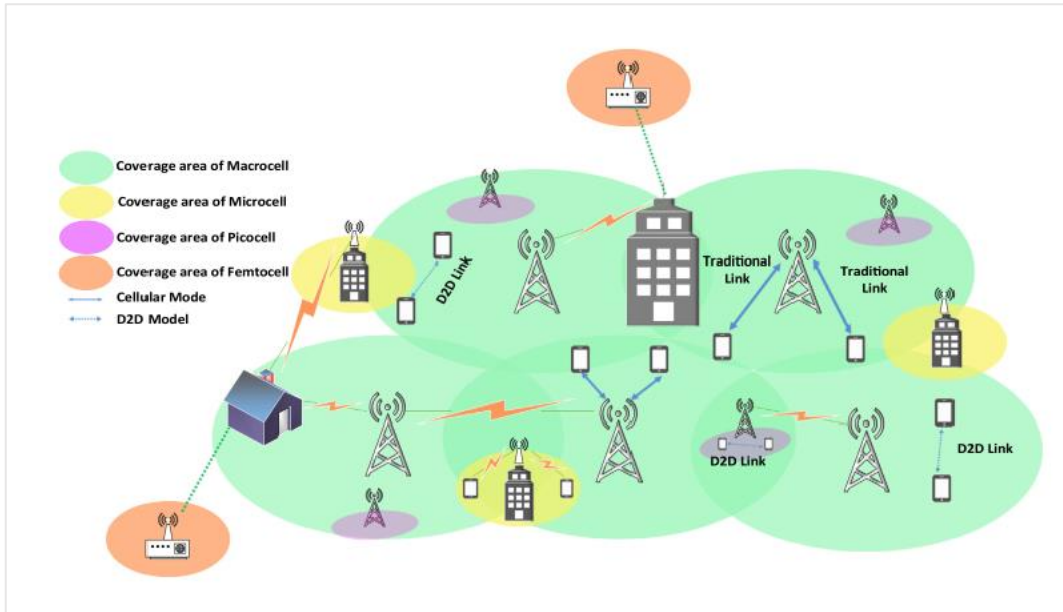 Coverage area of Macrocell
Coverage area of Microcell
Coverage area of Picocell
Coverage area of Femtocell
Cellular Mode
D2D Model
D2D Link
Traditional
Link
Traditional
Link
D2D Link
D2D Link